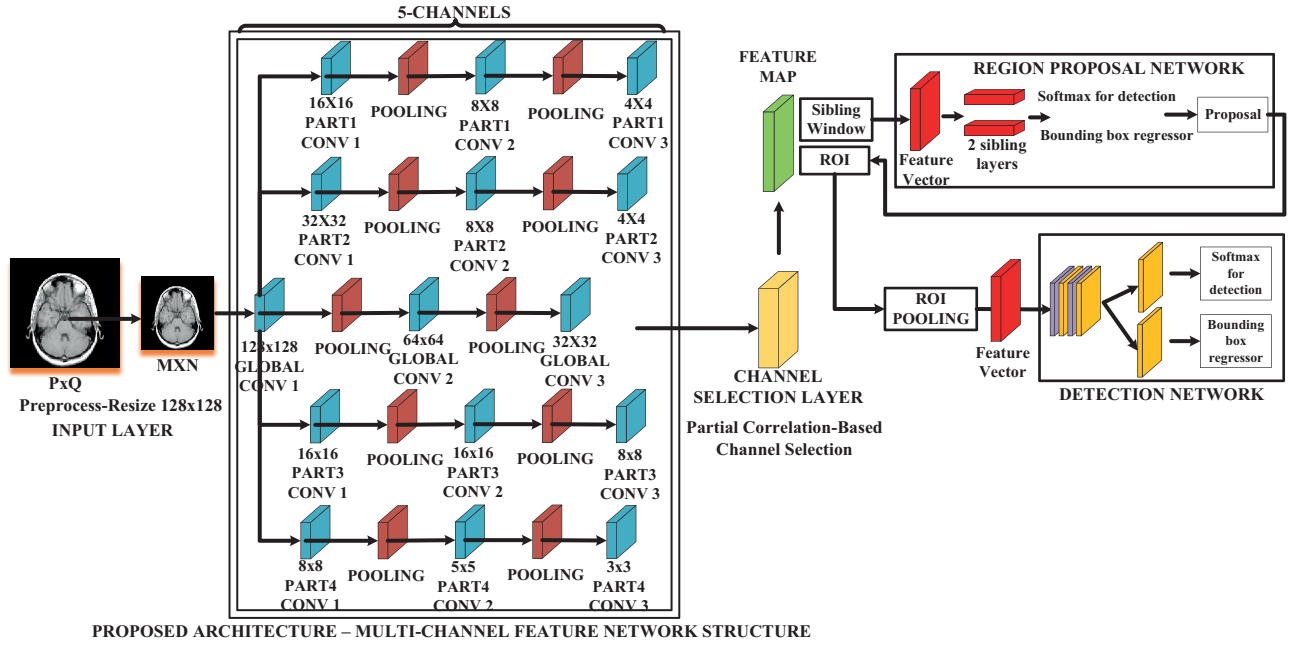 5-CHANNELS
16X16
PART1
CONV 1
POOLING
8X8
PART1
CONV 2
POOLING
4X4
PART1
CONV 3
32X32
PART2
CONV 1
POOLING
8X8
PART2
CONV 2
POOLING
4X4
PART2
CONV 3
PxQ
Preprocess-Resize 128x128
INPUT LAYER
MXN
128x128
GLOBAL
CONV 1
POOLING
64x64
GLOBAL
CONV 2
POOLING
32X32
GLOBAL
CONV 3
16x16
PART3
CONV 1
POOLING
16x16
PART3
CONV 2
POOLING
8x8
PART3
CONV 3
8x8
PART4
CONV 1
POOLING
5x5
PART4
CONV 2
POOLING
3x3
PART4
CONV 3
PROPOSED ARCHITECTURE – MULTI-CHANNEL FEATURE NETWORK STRUCTURE
CHANNEL
SELECTION LAYER
Partial Correlation-Based
Channel Selection
FEATURE
MAP
Sibling
Window
ROI
REGION PROPOSAL NETWORK
Feature
Vector
2 sibling
layers
Softmax for detection
Bounding box regressor
Proposal
ROI
POOLING
Feature
Vector
Softmax
for
detection
Bounding
box
regressor
DETECTION NETWORK